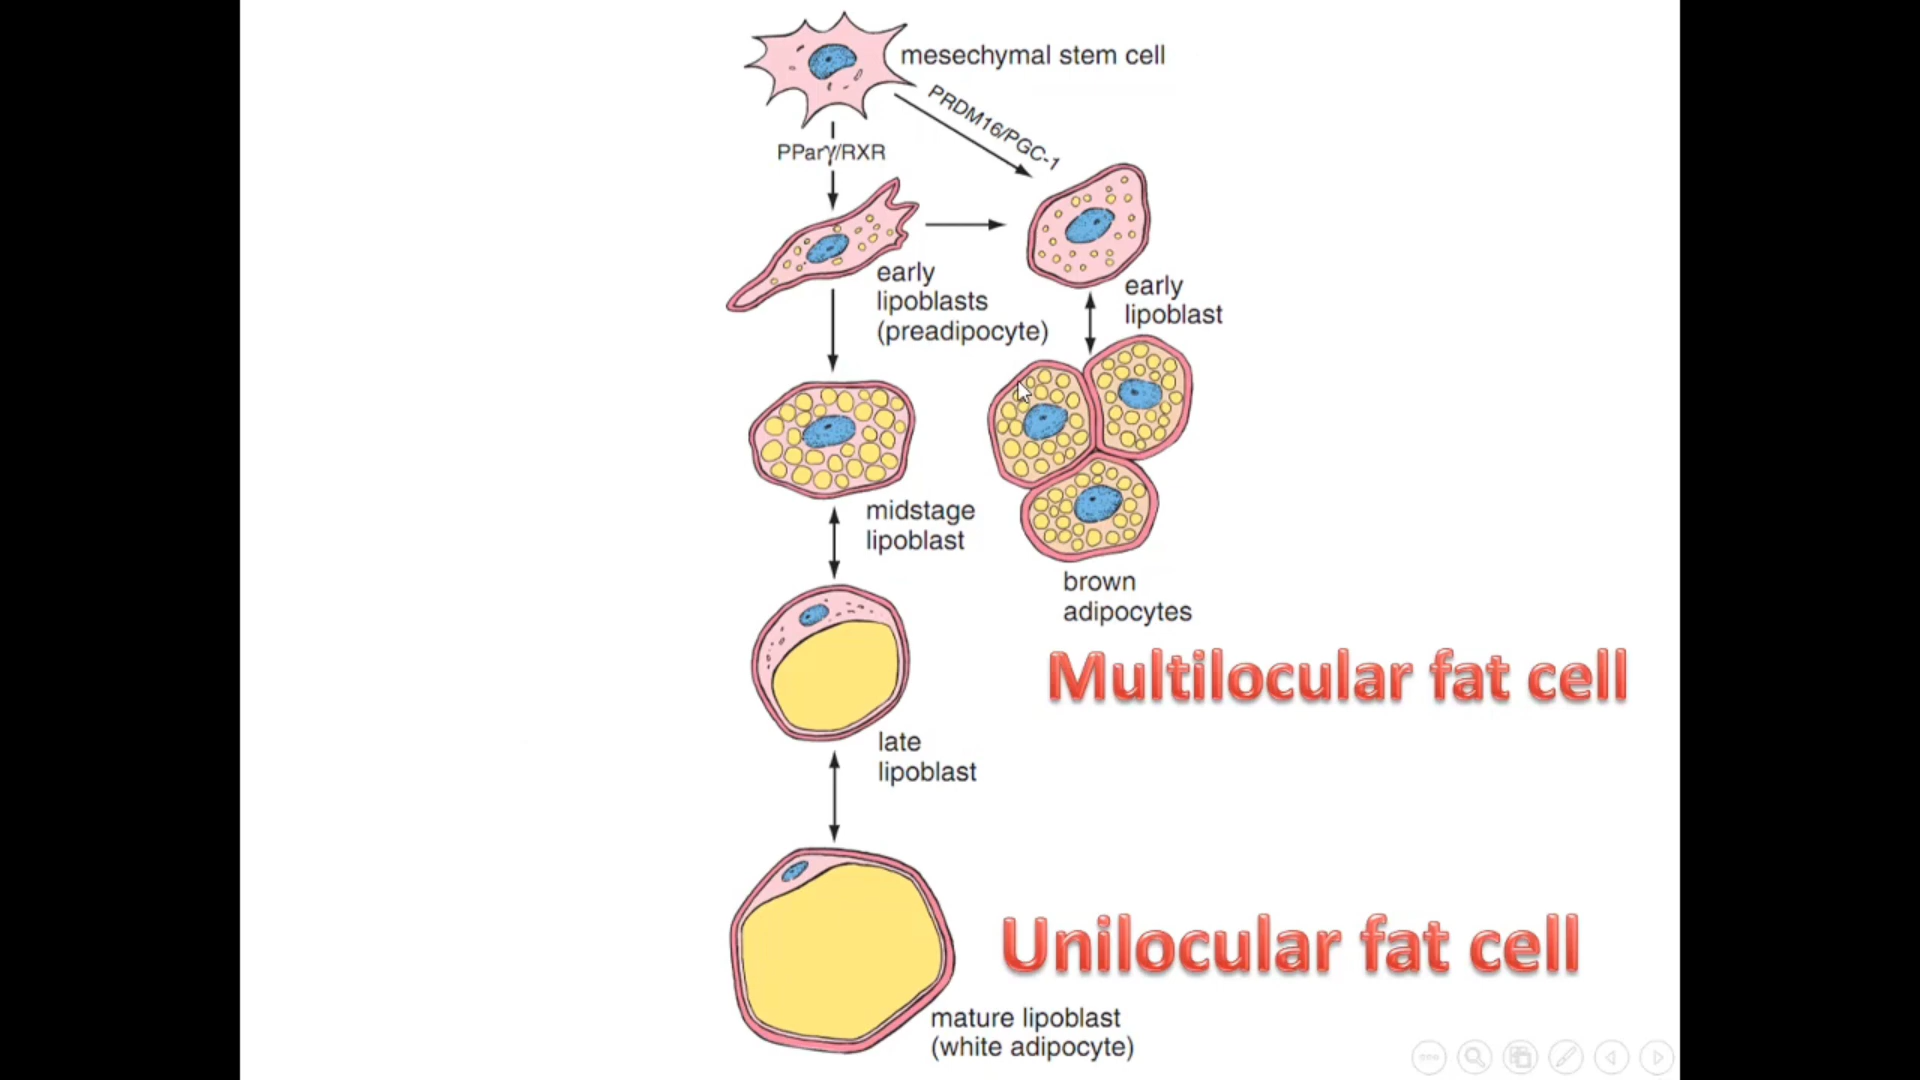 mesechymal stem cell
PRDM16/PGC-1
PParγ/RXR
early
lipoblasts
(preadipocyte)
early
lipoblast
midstage
lipoblast
brown
adipocytes
Multilocular fat cell
late
lipoblast
Unilocular fat cell
mature lipoblast
(white adipocyte)